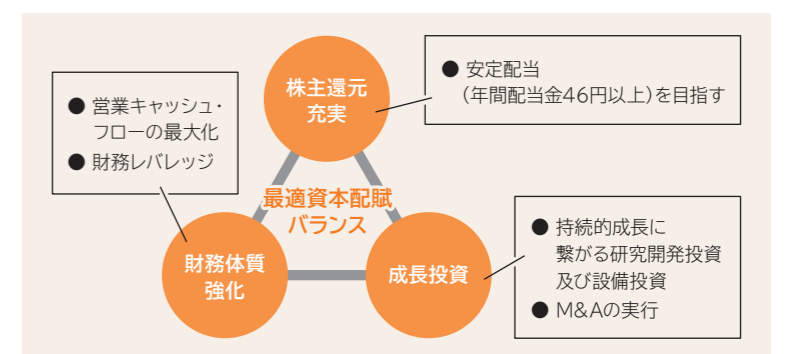 株主還元
充実
● 安定配当
（年間配当金46円以上）を目指す
● 営業キャッシュ・
フローの最大化
● 財務レバレッジ
最適資本配賦
バランス
財務体質
強化
成長投資
● 持続的成長に
繋がる研究開発投資
及び設備投資
● M&Aの実行